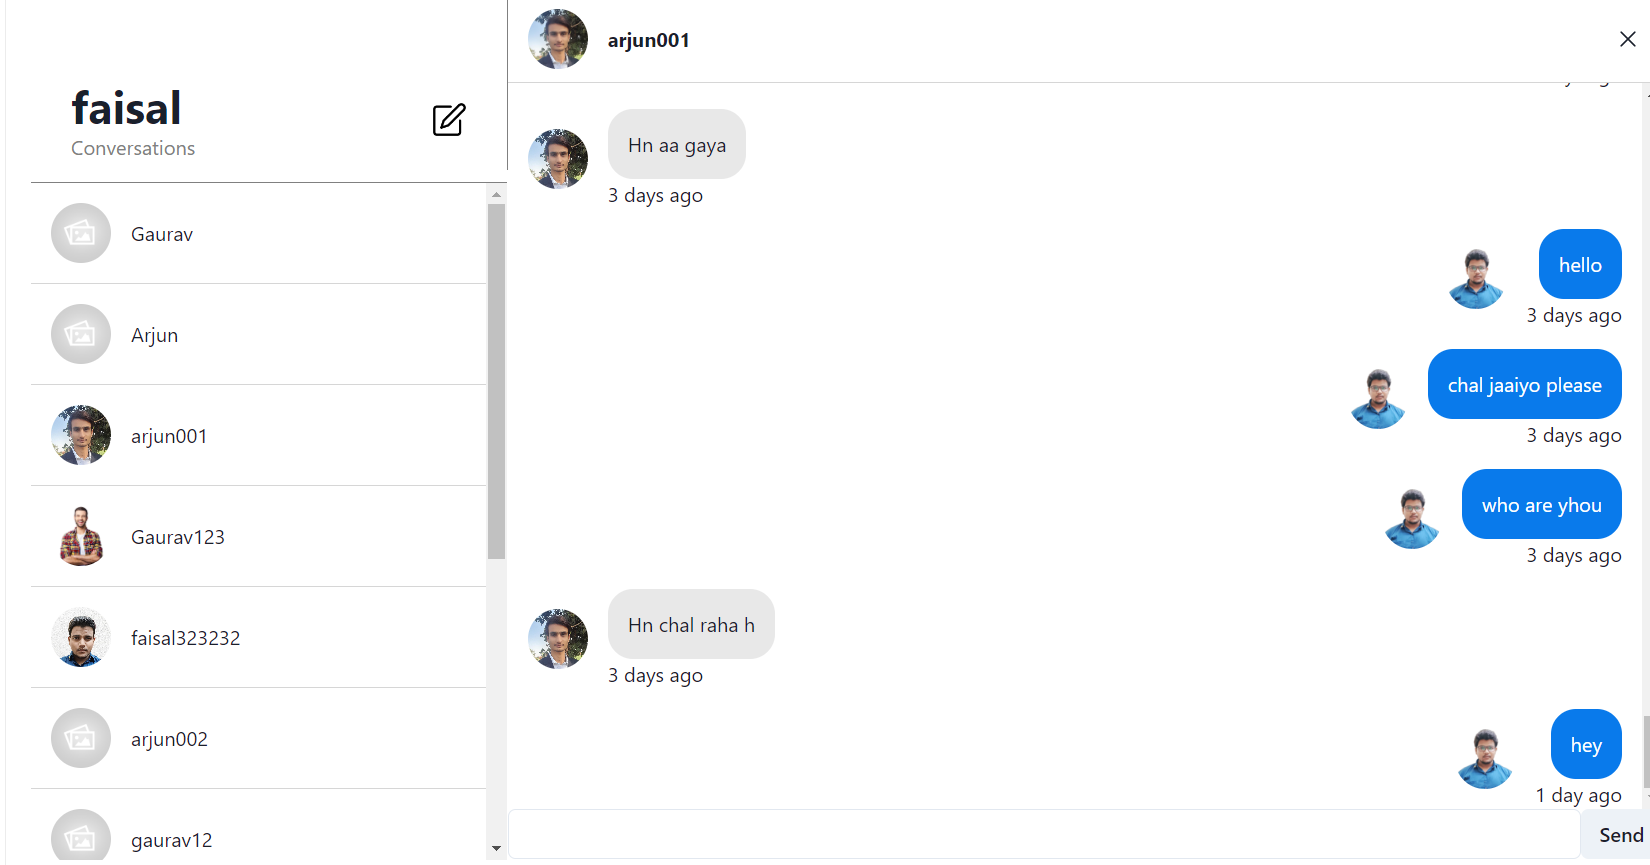 faisal
Conversations
Gaurav
Arjun
arjun001
Gaurav123
faisal323232
arjun002
gaurav12
arjun001
Hn aa gaya
3 days ago
hello
3 days ago
chal jaaiyo please
3 days ago
who are yhou
3 days ago
Hn chal raha h
3 days ago
hey
1 day ago
Send